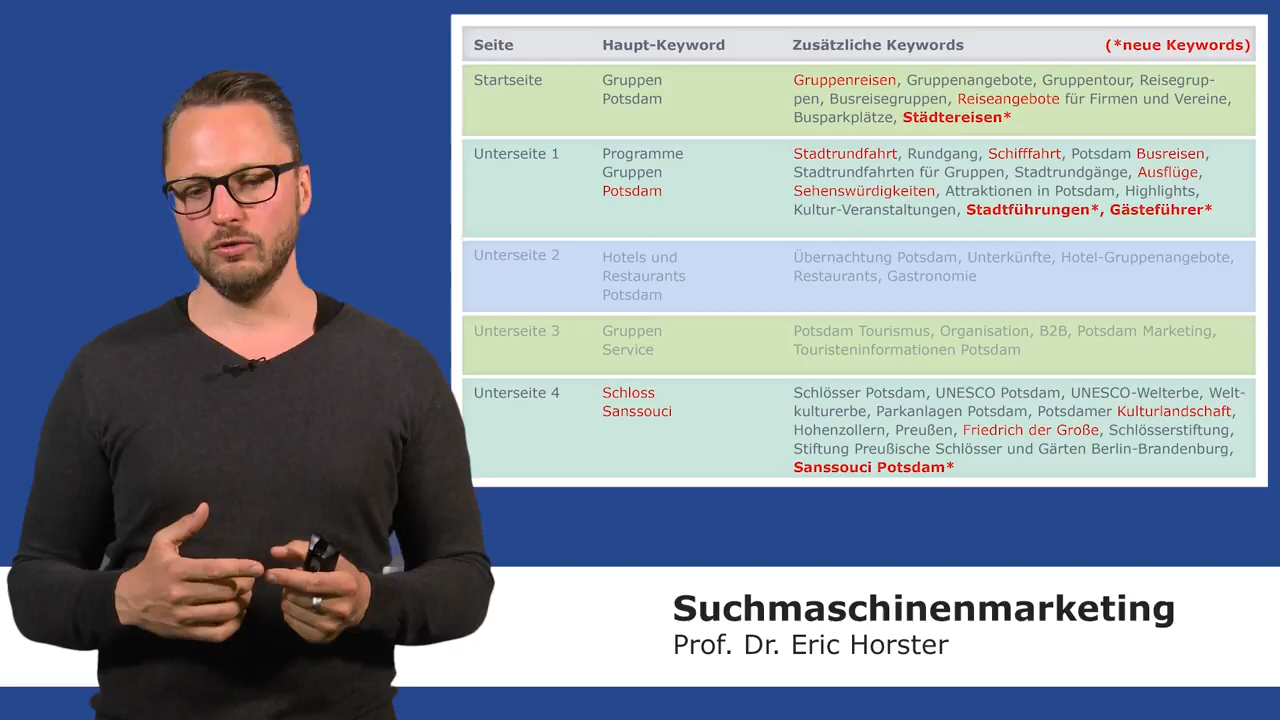 Seite Haupt-Keyword Zusätzliche Keywords (*neue Keywords)
Startseite Gruppen Gruppenreisen, Gruppenangebote, Gruppentour, Reisegrup-
Potsdam pen, Busreisegruppen, Reiseangebote für Firmen und Vereine,
Busparkplätze, Städtereisen*
Unterseite 1 Programme Stadtrundfahrt, Rundgang, Schifffahrt, Potsdam Busreisen,
Gruppen Stadtrundfahrten für Gruppen, Stadtrundgänge, Ausflüge,
Potsdam Sehenswürdigkeiten, Attraktionen in Potsdam, Highlights,
Kultur-Veranstaltungen, Stadtführungen*, Gästeführer*
Unterseite 2 Hotels und Übernachtung Potsdam, Unterkünfte, Hotel-Gruppenangebote,
Restaurants Restaurants, Gastronomie
Potsdam
Unterseite 3 Gruppen Potsdam Tourismus, Organisation, B2B, Potsdam Marketing,
Service Touristeninformationen Potsdam
Unterseite 4 Schloss Schlösser Potsdam, UNESCO Potsdam, UNESCO-Welterbe, Welt-
Sanssouci kulturerbe, Parkanlagen Potsdam, Potsdamer Kulturlandschaft,
Hohenzollern, Preußen, Friedrich der Große, Schlösserstiftung,
Stiftung Preußische Schlösser und Gärten Berlin-Brandenburg,
Sanssouci Potsdam*
Suchmaschinenmarketing
Prof. Dr. Eric Horster